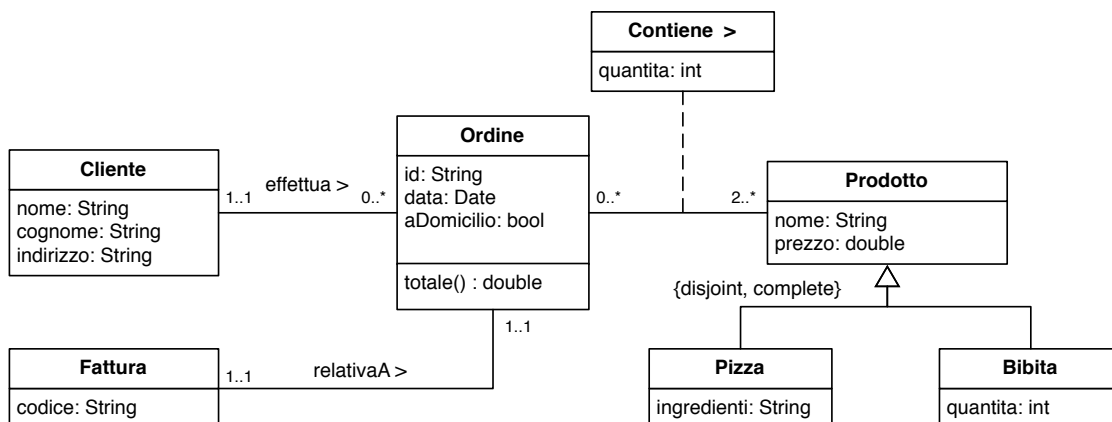 Contiene >
quantita: int
Ordine
id: String
data: Date
aDomicilio: bool
totale() : double
Cliente
nome: String
cognome: String
indirizzo: String
1..1
effettua >
0..*
0..*
2..*
Prodotto
nome: String
prezzo: double
{disjoint, complete}
1..1
Fattura
codice: String
1..1
relativaA >
Pizza
ingredienti: String
Bibita
quantita: int